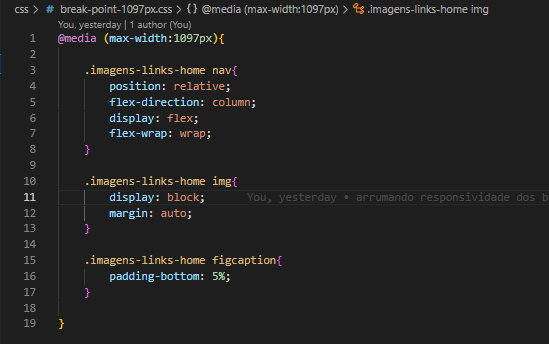 css > # break-point-1097px.css > {} @media (max-width:1097px) > .imagens-links-home img
You, yesterday | 1 author (You)
1 @media (max-width:1097px){
2
3 .imagens-links-home nav{
4 position: relative;
5 flex-direction: column;
6 display: flex;
7 flex-wrap: wrap;
8 }
9
10 .imagens-links-home img{
11 display: block; You, yesterday • arrumando responsividade dos b
12 margin: auto;
13 }
14
15 .imagens-links-home figcaption{
16 padding-bottom: 5%;
17 }
18
19 }